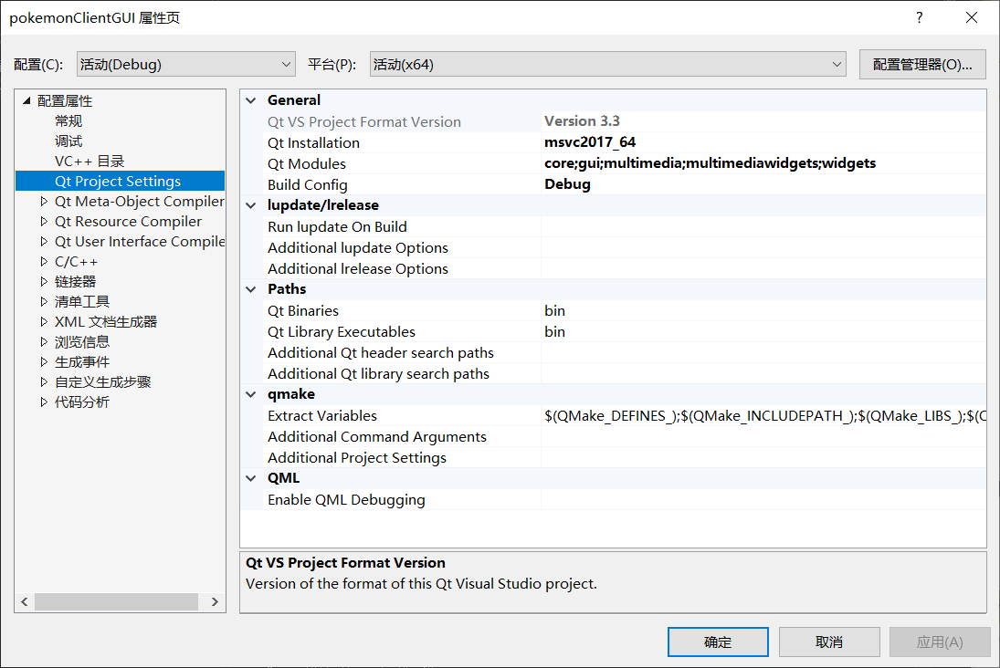 pokemonClientGUI 属性页
配置(C): 活动(Debug) 平台(P): 活动(x64) 配置管理器(O)...
配置属性
常规
调试
VC++ 目录
Qt Project Settings
Qt Meta-Object Compiler
Qt Resource Compiler
Qt User Interface Compile
C/C++
链接器
清单工具
XML 文档生成器
浏览信息
生成事件
自定义生成步骤
代码分析
General
Qt VS Project Format Version Version 3.3
Qt Installation msvc2017_64
Qt Modules core;gui;multimedia;multimediawidgets;widgets
Build Config Debug
lupdate/lrelease
Run lupdate On Build
Additional lupdate Options
Additional lrelease Options
Paths
Qt Binaries bin
Qt Library Executables bin
Additional Qt header search paths
Additional Qt library search paths
qmake
Extract Variables $(QMake_DEFINES_);$(QMake_INCLUDEPATH_);$(QMake_LIBS_);$(
Additional Command Arguments
Additional Project Settings
QML
Enable QML Debugging
Qt VS Project Format Version
Version of the format of this Qt Visual Studio project.
确定 取消 应用(A)